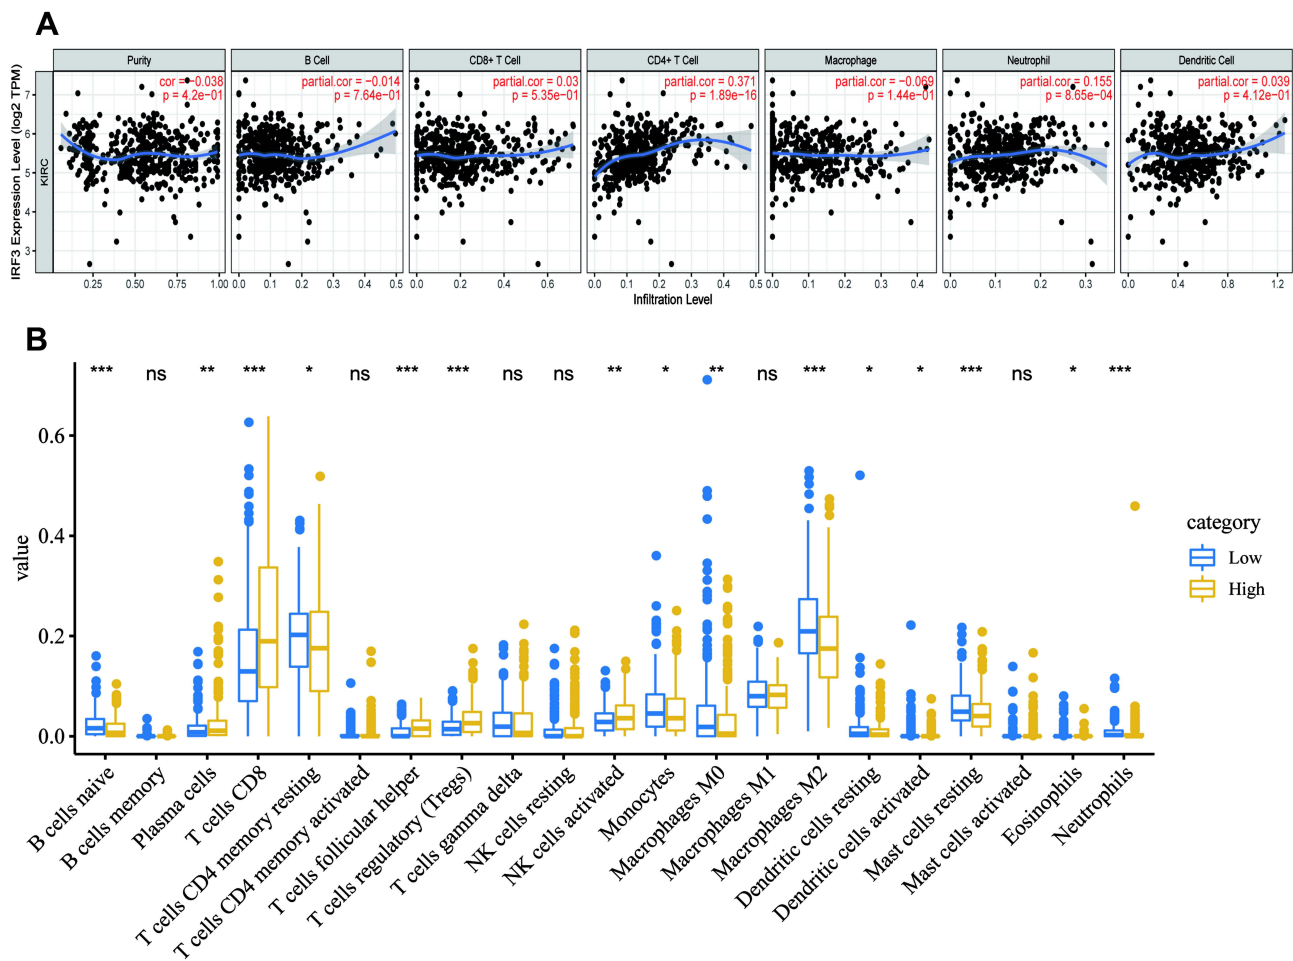 A
Purity
B Cell
CD8+ T Cell
CD4+ T Cell
Macrophage
Neutrophil
Dendritic Cell
cor = −0.038
p = 4.2e−01
partial.cor = −0.014
p = 7.64e−01
partial.cor = 0.03
p = 5.35e−01
partial.cor = 0.371
p = 1.89e−16
partial.cor = −0.069
p = 1.44e−01
partial.cor = 0.155
p = 8.65e−04
partial.cor = 0.039
p = 4.12e−01
IRF3 Expression Level (log2 TPM)
KIRC
7
6
5
4
3
0.25 0.50 0.75 1.00
0.0 0.1 0.2 0.3 0.4 0.5
0.0 0.2 0.4 0.6
0.0 0.1 0.2 0.3 0.4 0.5
0.0 0.1 0.2 0.3 0.4
0.0 0.1 0.2 0.3
0.0 0.4 0.8 1.2
Infiltration Level
B
*** ns ** *** * ns *** *** ns ns ** * ** ns *** * * *** ns * ***
value
0.6
0.4
0.2
0.0
B cells naive
B cells memory
Plasma cells
T cells CD8
T cells CD4 memory resting
T cells CD4 memory activated
T cells follicular helper
T cells regulatory (Tregs)
T cells gamma delta
NK cells resting
NK cells activated
Monocytes
Macrophages M0
Macrophages M1
Macrophages M2
Dendritic cells resting
Dendritic cells activated
Mast cells resting
Mast cells activated
Eosinophils
Neutrophils
category
Low
High